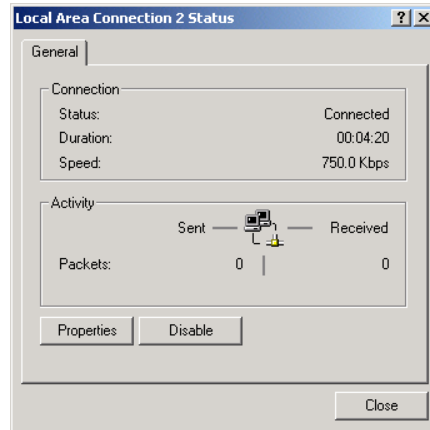 Local Area Connection 2 Status
General
Connection
Status: Connected
Duration: 00:04:20
Speed: 750.0 Kbps
Activity
Sent Received
Packets: 0 0
Properties Disable
Close